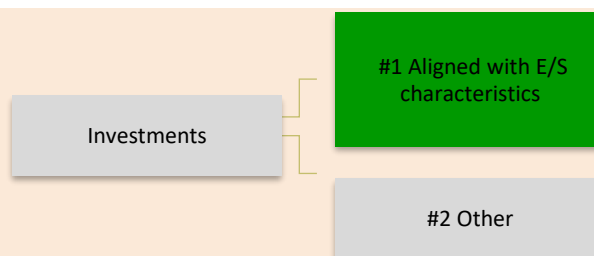 #1 Aligned with E/S
characteristics
Investments
#2 Other